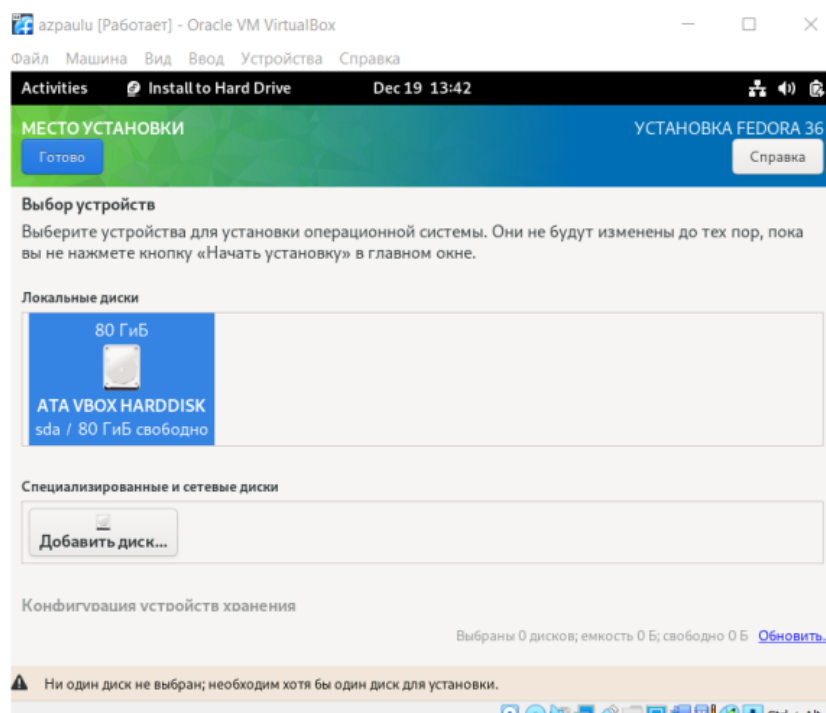 azpaulu [Работает] - Oracle VM VirtualBox
Файл Машина Вид Ввод Устройства Справка
Activities Install to Hard Drive Dec 19 13:42
МЕСТО УСТАНОВКИ УСТАНОВКА FEDORA 36
Готово Справка
Выбор устройств
Выберите устройства для установки операционной системы. Они не будут изменены до тех пор, пока
вы не нажмете кнопку «Начать установку» в главном окне.
Локальные диски
80 ГиБ
ATA VBOX HARDDISK
sda / 80 ГиБ свободно
Специализированные и сетевые диски
Добавить диск...
Конфигурация устройств хранения
Выбраны 0 дисков; емкость 0 Б; свободно 0 Б Обновить.
Ни один диск не выбран; необходим хотя бы один диск для установки.